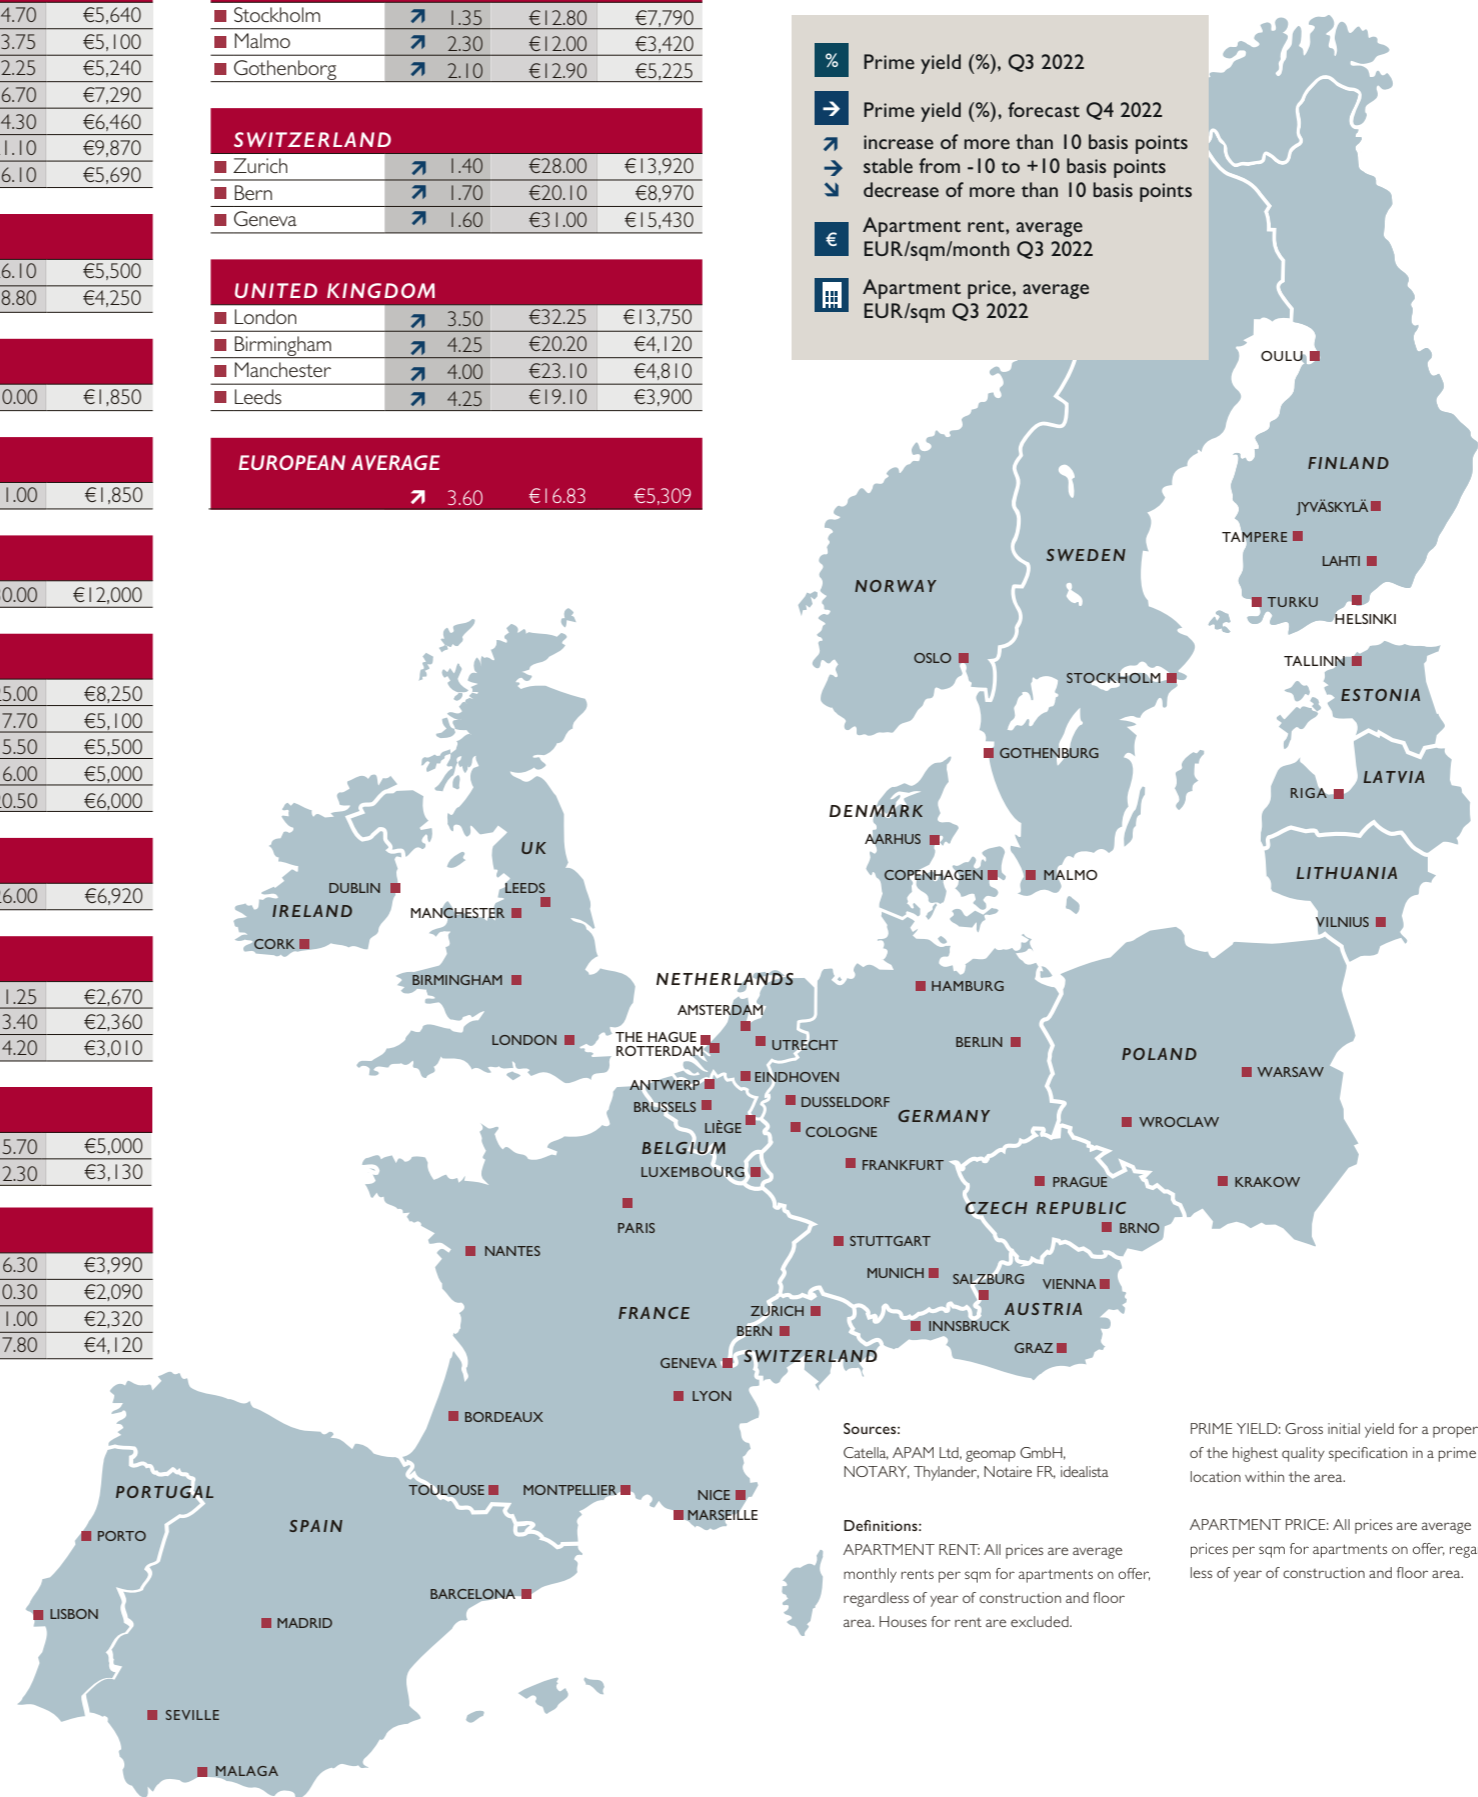 4.70 €5,640
3.75 €5,100
2.25 €5,240
6.70 €7,290
4.30 €6,460
1.10 €9,870
6.10 €5,690
6.10 €5,500
8.80 €4,250
0.00 €1,850
1.00 €1,850
0.00 €12,000
5.00 €8,250
7.70 €5,100
5.50 €5,500
6.00 €5,000
0.50 €6,000
6.00 €6,920
1.25 €2,670
3.40 €2,360
4.20 €3,010
5.70 €5,000
2.30 €3,130
6.30 €3,990
0.30 €2,090
1.00 €2,320
7.80 €4,120
Stockholm ↗ 1.35 €12.80 €7,790
Malmo ↗ 2.30 €12.00 €3,420
Gothenborg ↗ 2.10 €12.90 €5,225
SWITZERLAND
Zurich ↗ 1.40 €28.00 €13,920
Bern ↗ 1.70 €20.10 €8,970
Geneva ↗ 1.60 €31.00 €15,430
UNITED KINGDOM
London ↗ 3.50 €32.25 €13,750
Birmingham ↗ 4.25 €20.20 €4,120
Manchester ↗ 4.00 €23.10 €4,810
Leeds ↗ 4.25 €19.10 €3,900
EUROPEAN AVERAGE
↗ 3.60 €16.83 €5,309
% Prime yield (%), Q3 2022
→ Prime yield (%), forecast Q4 2022
↗ increase of more than 10 basis points
→ stable from -10 to +10 basis points
↘ decrease of more than 10 basis points
€ Apartment rent, average
EUR/sqm/month Q3 2022
Apartment price, average
EUR/sqm Q3 2022
OULU
FINLAND
JYVÄSKYLÄ
TAMPERE
LAHTI
TURKU
HELSINKI
SWEDEN
NORWAY
OSLO
STOCKHOLM
TALLINN
ESTONIA
GOTHENBURG
LATVIA
RIGA
DENMARK
AARHUS
COPENHAGEN
MALMO
LITHUANIA
VILNIUS
UK
DUBLIN
LEEDS
IRELAND
MANCHESTER
CORK
BIRMINGHAM
LONDON
NETHERLANDS
AMSTERDAM
THE HAGUE
ROTTERDAM
UTRECHT
HAMBURG
BERLIN
POLAND
WARSAW
EINDHOVEN
ANTWERP
BRUSSELS
DUSSELDORF
GERMANY
LIÈGE
COLOGNE
WROCLAW
BELGIUM
LUXEMBOURG
FRANKFURT
PRAGUE
KRAKOW
CZECH REPUBLIC
BRNO
PARIS
NANTES
STUTTGART
MUNICH
SALZBURG
VIENNA
FRANCE
ZURICH
AUSTRIA
BERN
INNSBRUCK
GRAZ
GENEVA
SWITZERLAND
LYON
BORDEAUX
TOULOUSE
MONTPELLIER
NICE
MARSEILLE
PORTUGAL
SPAIN
PORTO
BARCELONA
LISBON
MADRID
SEVILLE
MALAGA
Sources:
Catella, APAM Ltd, geomap GmbH,
NOTARY, Thylander, Notaire FR, idealista
Definitions:
APARTMENT RENT: All prices are average
monthly rents per sqm for apartments on offer,
regardless of year of construction and floor
area. Houses for rent are excluded.
PRIME YIELD: Gross initial yield for a proper
of the highest quality specification in a prime
location within the area.
APARTMENT PRICE: All prices are average
prices per sqm for apartments on offer, rega
less of year of construction and floor area.